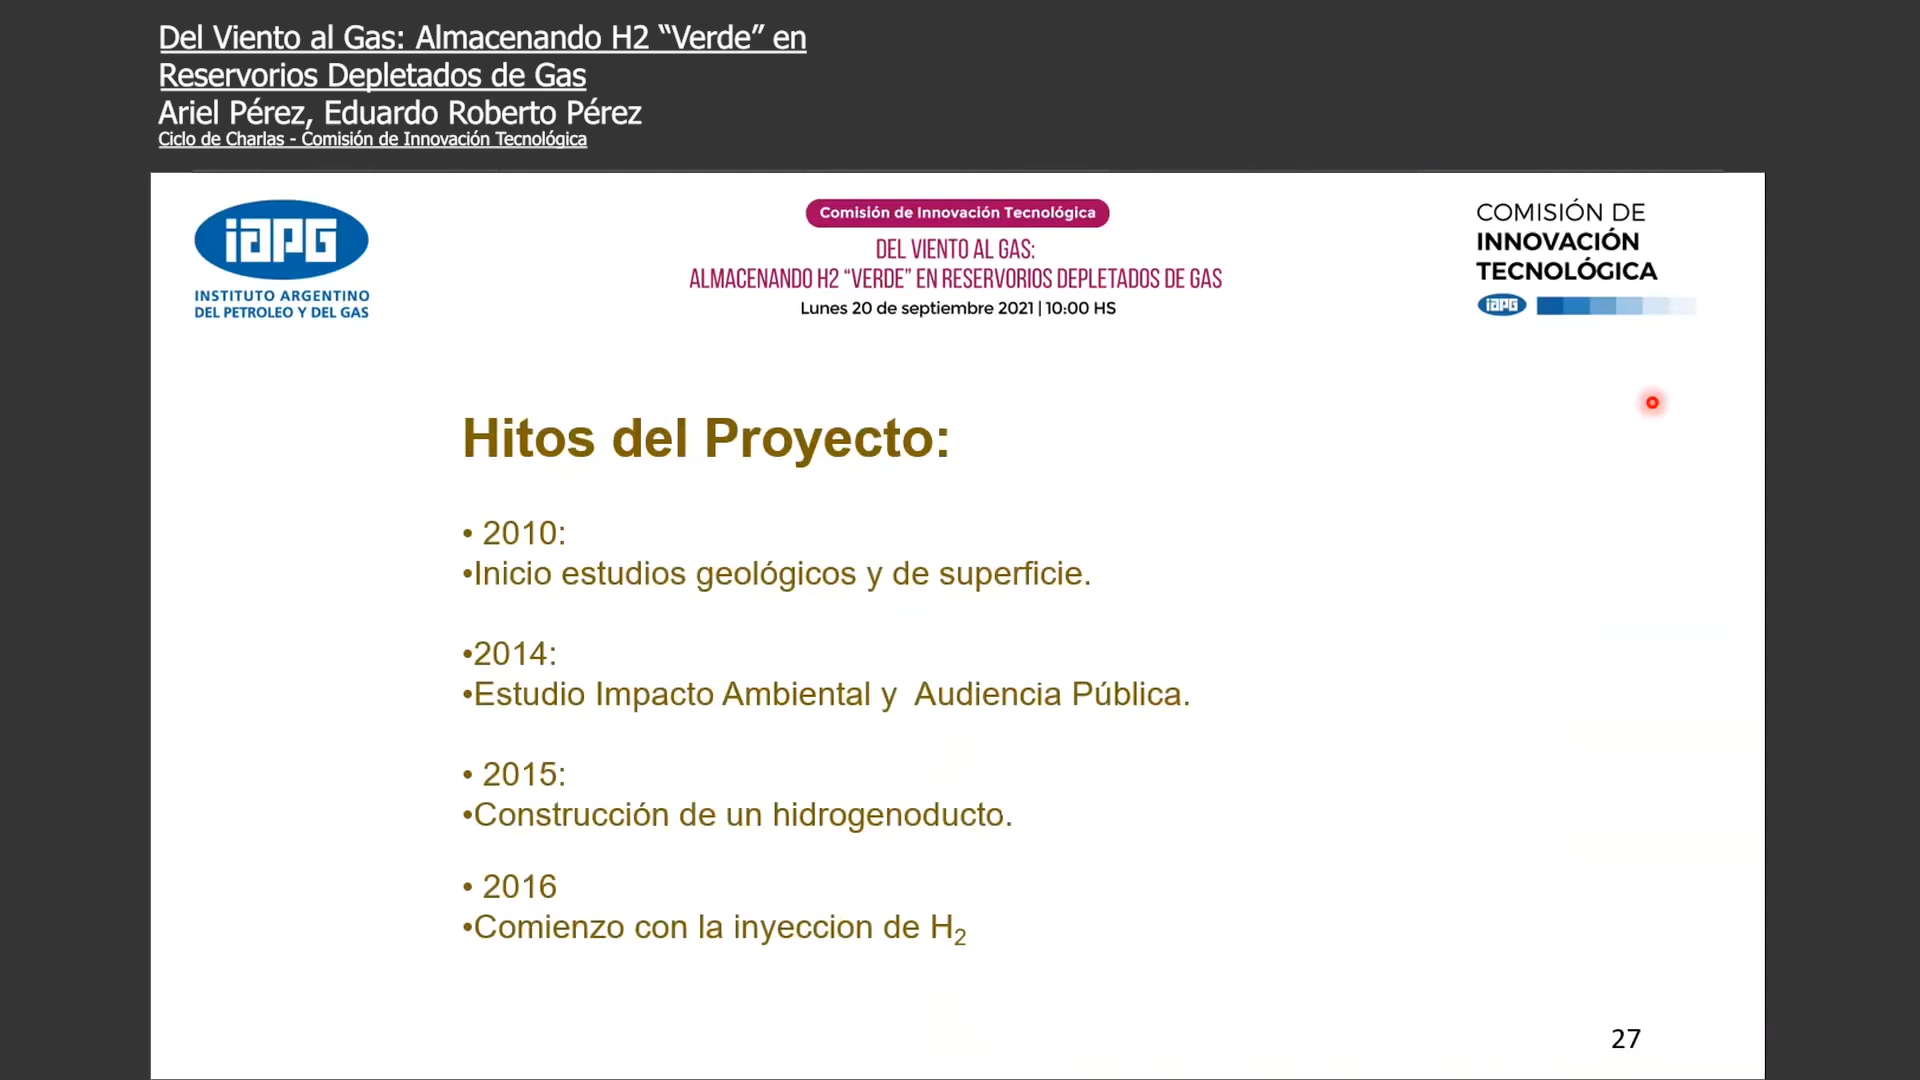 Del Viento al Gas: Almacenando H2 “Verde” en
Reservorios Depletados de Gas
Ariel Pérez, Eduardo Roberto Pérez
Ciclo de Charlas - Comisión de Innovación Tecnológica
iAPG
INSTITUTO ARGENTINO
DEL PETROLEO Y DEL GAS
Comisión de Innovación Tecnológica
DEL VIENTO AL GAS:
ALMACENANDO H2 “VERDE” EN RESERVORIOS DEPLETADOS DE GAS
Lunes 20 de septiembre 2021 | 10:00 HS
COMISIÓN DE
INNOVACIÓN
TECNOLÓGICA
iAPG
Hitos del Proyecto:
• 2010:
•Inicio estudios geológicos y de superficie.
•2014:
•Estudio Impacto Ambiental y  Audiencia Pública.
• 2015:
•Construcción de un hidrogenoducto.
• 2016
•Comienzo con la inyeccion de H₂
27